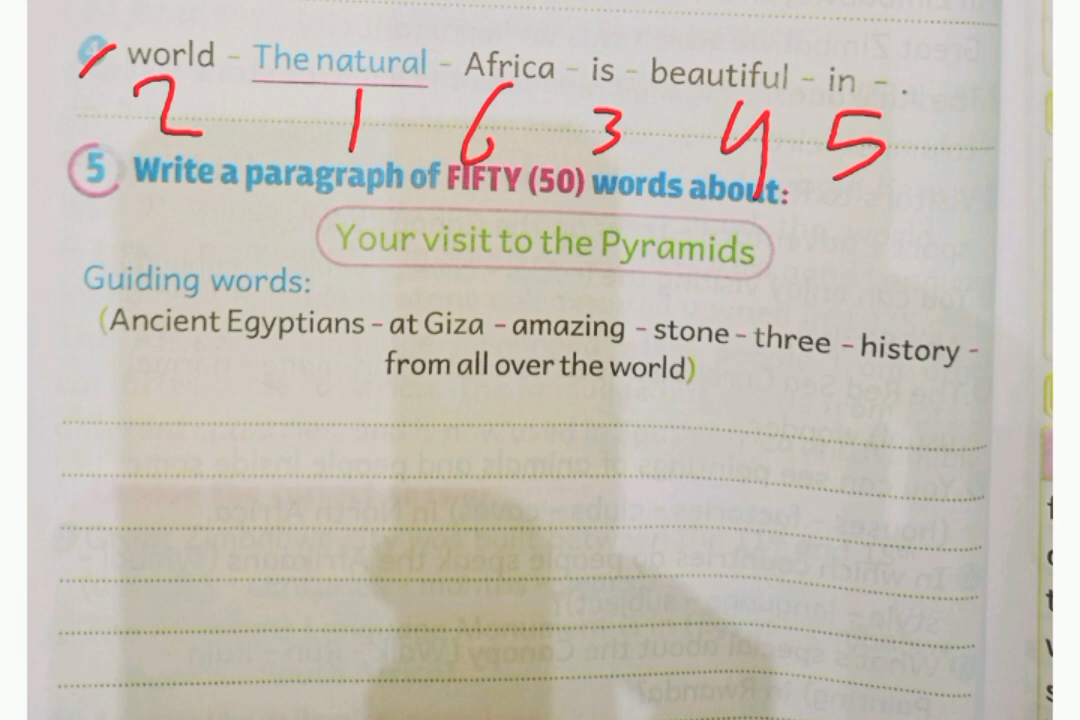 4 world - The natural - Africa - is - beautiful - in - .
2 1 6 3 4 5
5 Write a paragraph of FIFTY (50) words about:
Your visit to the Pyramids
Guiding words:
(Ancient Egyptians - at Giza - amazing - stone - three - history -
from all over the world)